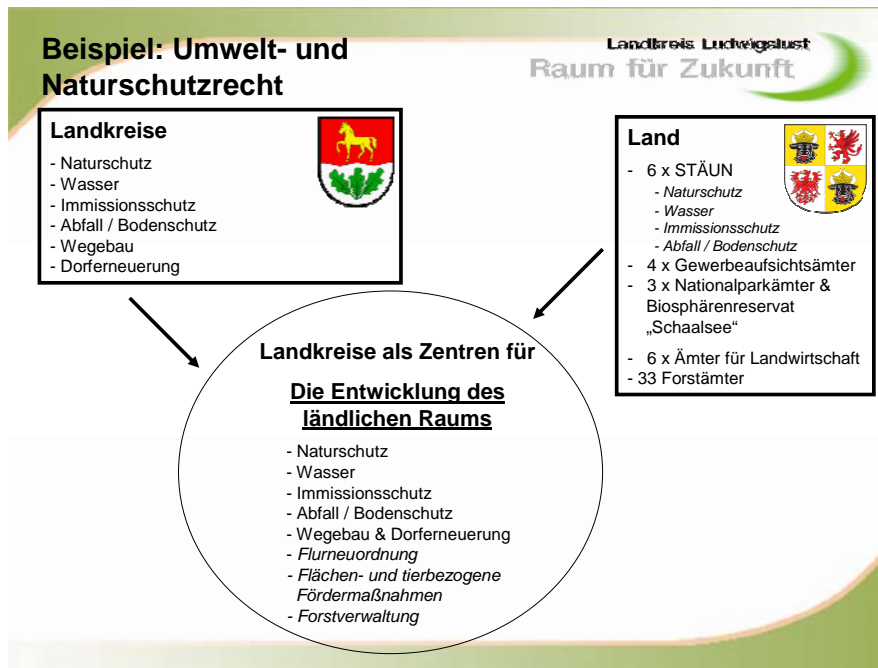 Beispiel: Umwelt- und
Naturschutzrecht
Landkreis Ludwigslust
Raum für Zukunft
Landkreise
- Naturschutz
- Wasser
- Immissionsschutz
- Abfall / Bodenschutz
- Wegebau
- Dorferneuerung
Land
- 6 x STÄUN
- Naturschutz
- Wasser
- Immissionsschutz
- Abfall / Bodenschutz
- 4 x Gewerbeaufsichtsämter
- 3 x Nationalparkämter &
Biosphärenreservat
„Schaalsee“
- 6 x Ämter für Landwirtschaft
- 33 Forstämter
Landkreise als Zentren für
Die Entwicklung des
ländlichen Raums
- Naturschutz
- Wasser
- Immissionsschutz
- Abfall / Bodenschutz
- Wegebau & Dorferneuerung
- Flurneuordnung
- Flächen- und tierbezogene
Fördermaßnahmen
- Forstverwaltung